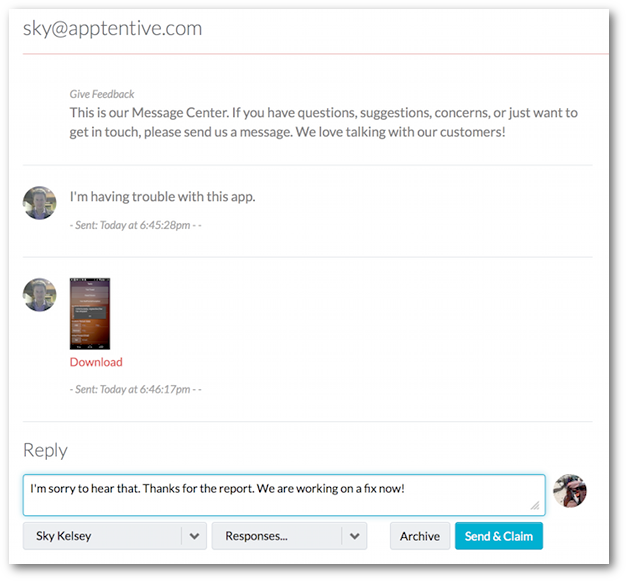 sky@apptentive.com
Give Feedback
This is our Message Center. If you have questions, suggestions, concerns, or just want to
get in touch, please send us a message. We love talking with our customers!
I'm having trouble with this app.
- Sent: Today at 6:45:28pm - -
Download
- Sent: Today at 6:46:17pm - -
Reply
I'm sorry to hear that. Thanks for the report. We are working on a fix now!
Sky Kelsey
Responses...
Archive
Send & Claim